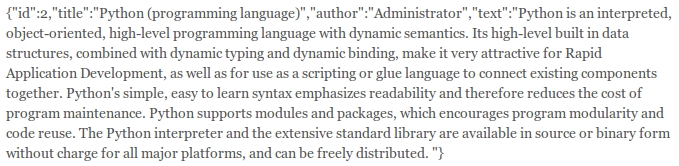 {"id":2,"title":"Python (programming language)","author":"Administrator","text":"Python is an interpreted,
object-oriented, high-level programming language with dynamic semantics. Its high-level built in data
structures, combined with dynamic typing and dynamic binding, make it very attractive for Rapid
Application Development, as well as for use as a scripting or glue language to connect existing components
together. Python's simple, easy to learn syntax emphasizes readability and therefore reduces the cost of
program maintenance. Python supports modules and packages, which encourages program modularity and
code reuse. The Python interpreter and the extensive standard library are available in source or binary form
without charge for all major platforms, and can be freely distributed. "}